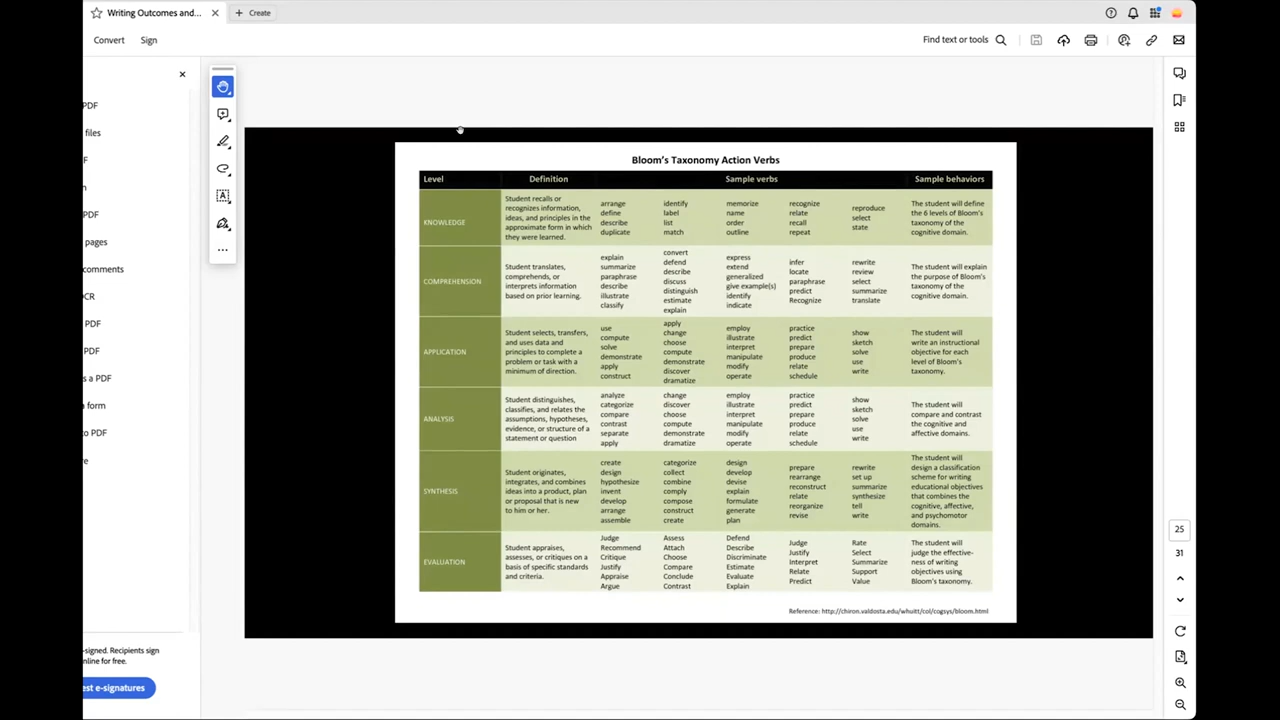 Writing Outcomes and...
Create
Convert
Sign
Find text or tools
PDF
files
PDF
pages
comments
PDF
PDF
s a PDF
form
to PDF
-signed. Recipients sign
nline for free.
est e-signatures
Bloom's Taxonomy Action Verbs
Level Definition Sample verbs Sample behaviors
KNOWLEDGE
Student recalls or
recognizes information,
ideas, and principles in the
approximate form in which
they were learned.
arrange
define
describe
duplicate
identify
label
list
match
memorize
name
order
outline
recognize
relate
recall
repeat
reproduce
select
state
The student will define
the 6 levels of Bloom's
taxonomy of the
cognitive domain.
COMPREHENSION
Student translates,
comprehends, or
interprets information
based on prior learning.
explain
summarize
paraphrase
describe
illustrate
classify
convert
defend
describe
discuss
distinguish
estimate
explain
express
extend
generalized
give example(s)
identify
indicate
infer
locate
paraphrase
predict
Recognize
rewrite
review
select
summarize
translate
The student will explain
the purpose of Bloom's
taxonomy of the
cognitive domain.
APPLICATION
Student selects, transfers,
and uses data and
principles to complete a
problem or task with a
minimum of direction.
use
compute
solve
demonstrate
apply
construct
apply
change
choose
compute
demonstrate
discover
dramatize
employ
illustrate
interpret
manipulate
modify
operate
practice
predict
prepare
produce
relate
schedule
show
sketch
solve
use
write
The student will
write an instructional
objective for each
level of Bloom's
taxonomy.
ANALYSIS
Student distinguishes,
classifies, and relates the
assumptions, hypotheses,
evidence, or structure of a
statement or question
analyze
categorize
compare
contrast
separate
apply
change
discover
choose
compute
demonstrate
dramatize
employ
illustrate
interpret
manipulate
modify
operate
practice
predict
prepare
produce
relate
schedule
show
sketch
solve
use
write
The student will
compare and contrast
the cognitive and
affective domains.
SYNTHESIS
Student originates,
integrates, and combines
ideas into a product, plan
or proposal that is new
to him or her.
create
design
hypothesize
invent
develop
arrange
assemble
categorize
collect
combine
comply
compose
construct
create
design
develop
devise
explain
formulate
generate
plan
prepare
rearrange
reconstruct
relate
reorganize
revise
rewrite
set up
summarize
synthesize
tell
write
The student will
design a classification
scheme for writing
educational objectives
that combines the
cognitive, affective,
and psychomotor
domains.
EVALUATION
Student appraises,
assesses, or critiques on a
basis of specific standards
and criteria.
Judge
Recommend
Critique
Justify
Appraise
Argue
Assess
Attach
Choose
Compare
Conclude
Contrast
Defend
Describe
Discriminate
Estimate
Evaluate
Explain
Judge
Justify
Interpret
Relate
Predict
Rate
Select
Summarize
Support
Value
The student will
judge the effective-
ness of writing
objectives using
Bloom's taxonomy.
Reference: http://chiron.valdosta.edu/whuitt/col/cogsys/bloom.html
25
31